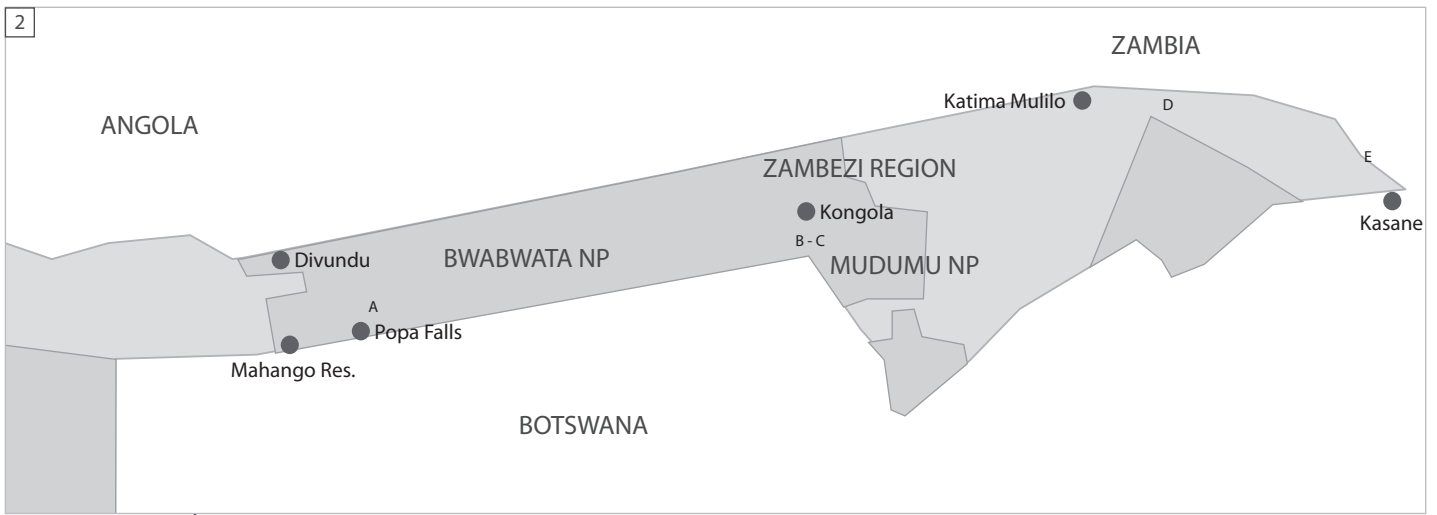 2
ZAMBIA
ANGOLA
Katima Mulilo
D
ZAMBEZI REGION
E
Kongola
Kasane
B - C
Divundu
BWABWATA NP
MUDUMU NP
A
Popa Falls
Mahango Res.
BOTSWANA